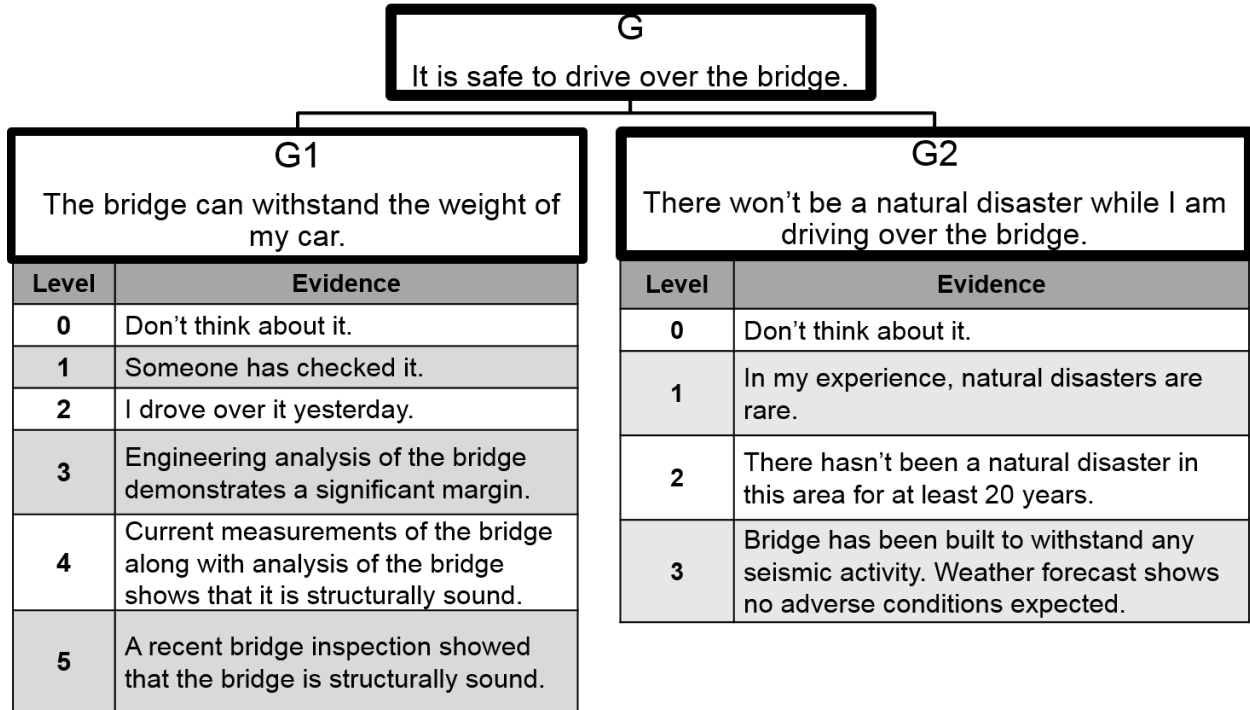 G
It is safe to drive over the bridge.
G1
The bridge can withstand the weight of
my car.
Level Evidence
0 Don’t think about it.
1 Someone has checked it.
2 I drove over it yesterday.
3 Engineering analysis of the bridge
demonstrates a significant margin.
4 Current measurements of the bridge
along with analysis of the bridge
shows that it is structurally sound.
5 A recent bridge inspection showed
that the bridge is structurally sound.
G2
There won’t be a natural disaster while I am
driving over the bridge.
Level Evidence
0 Don’t think about it.
1 In my experience, natural disasters are
rare.
2 There hasn’t been a natural disaster in
this area for at least 20 years.
3 Bridge has been built to withstand any
seismic activity. Weather forecast shows
no adverse conditions expected.